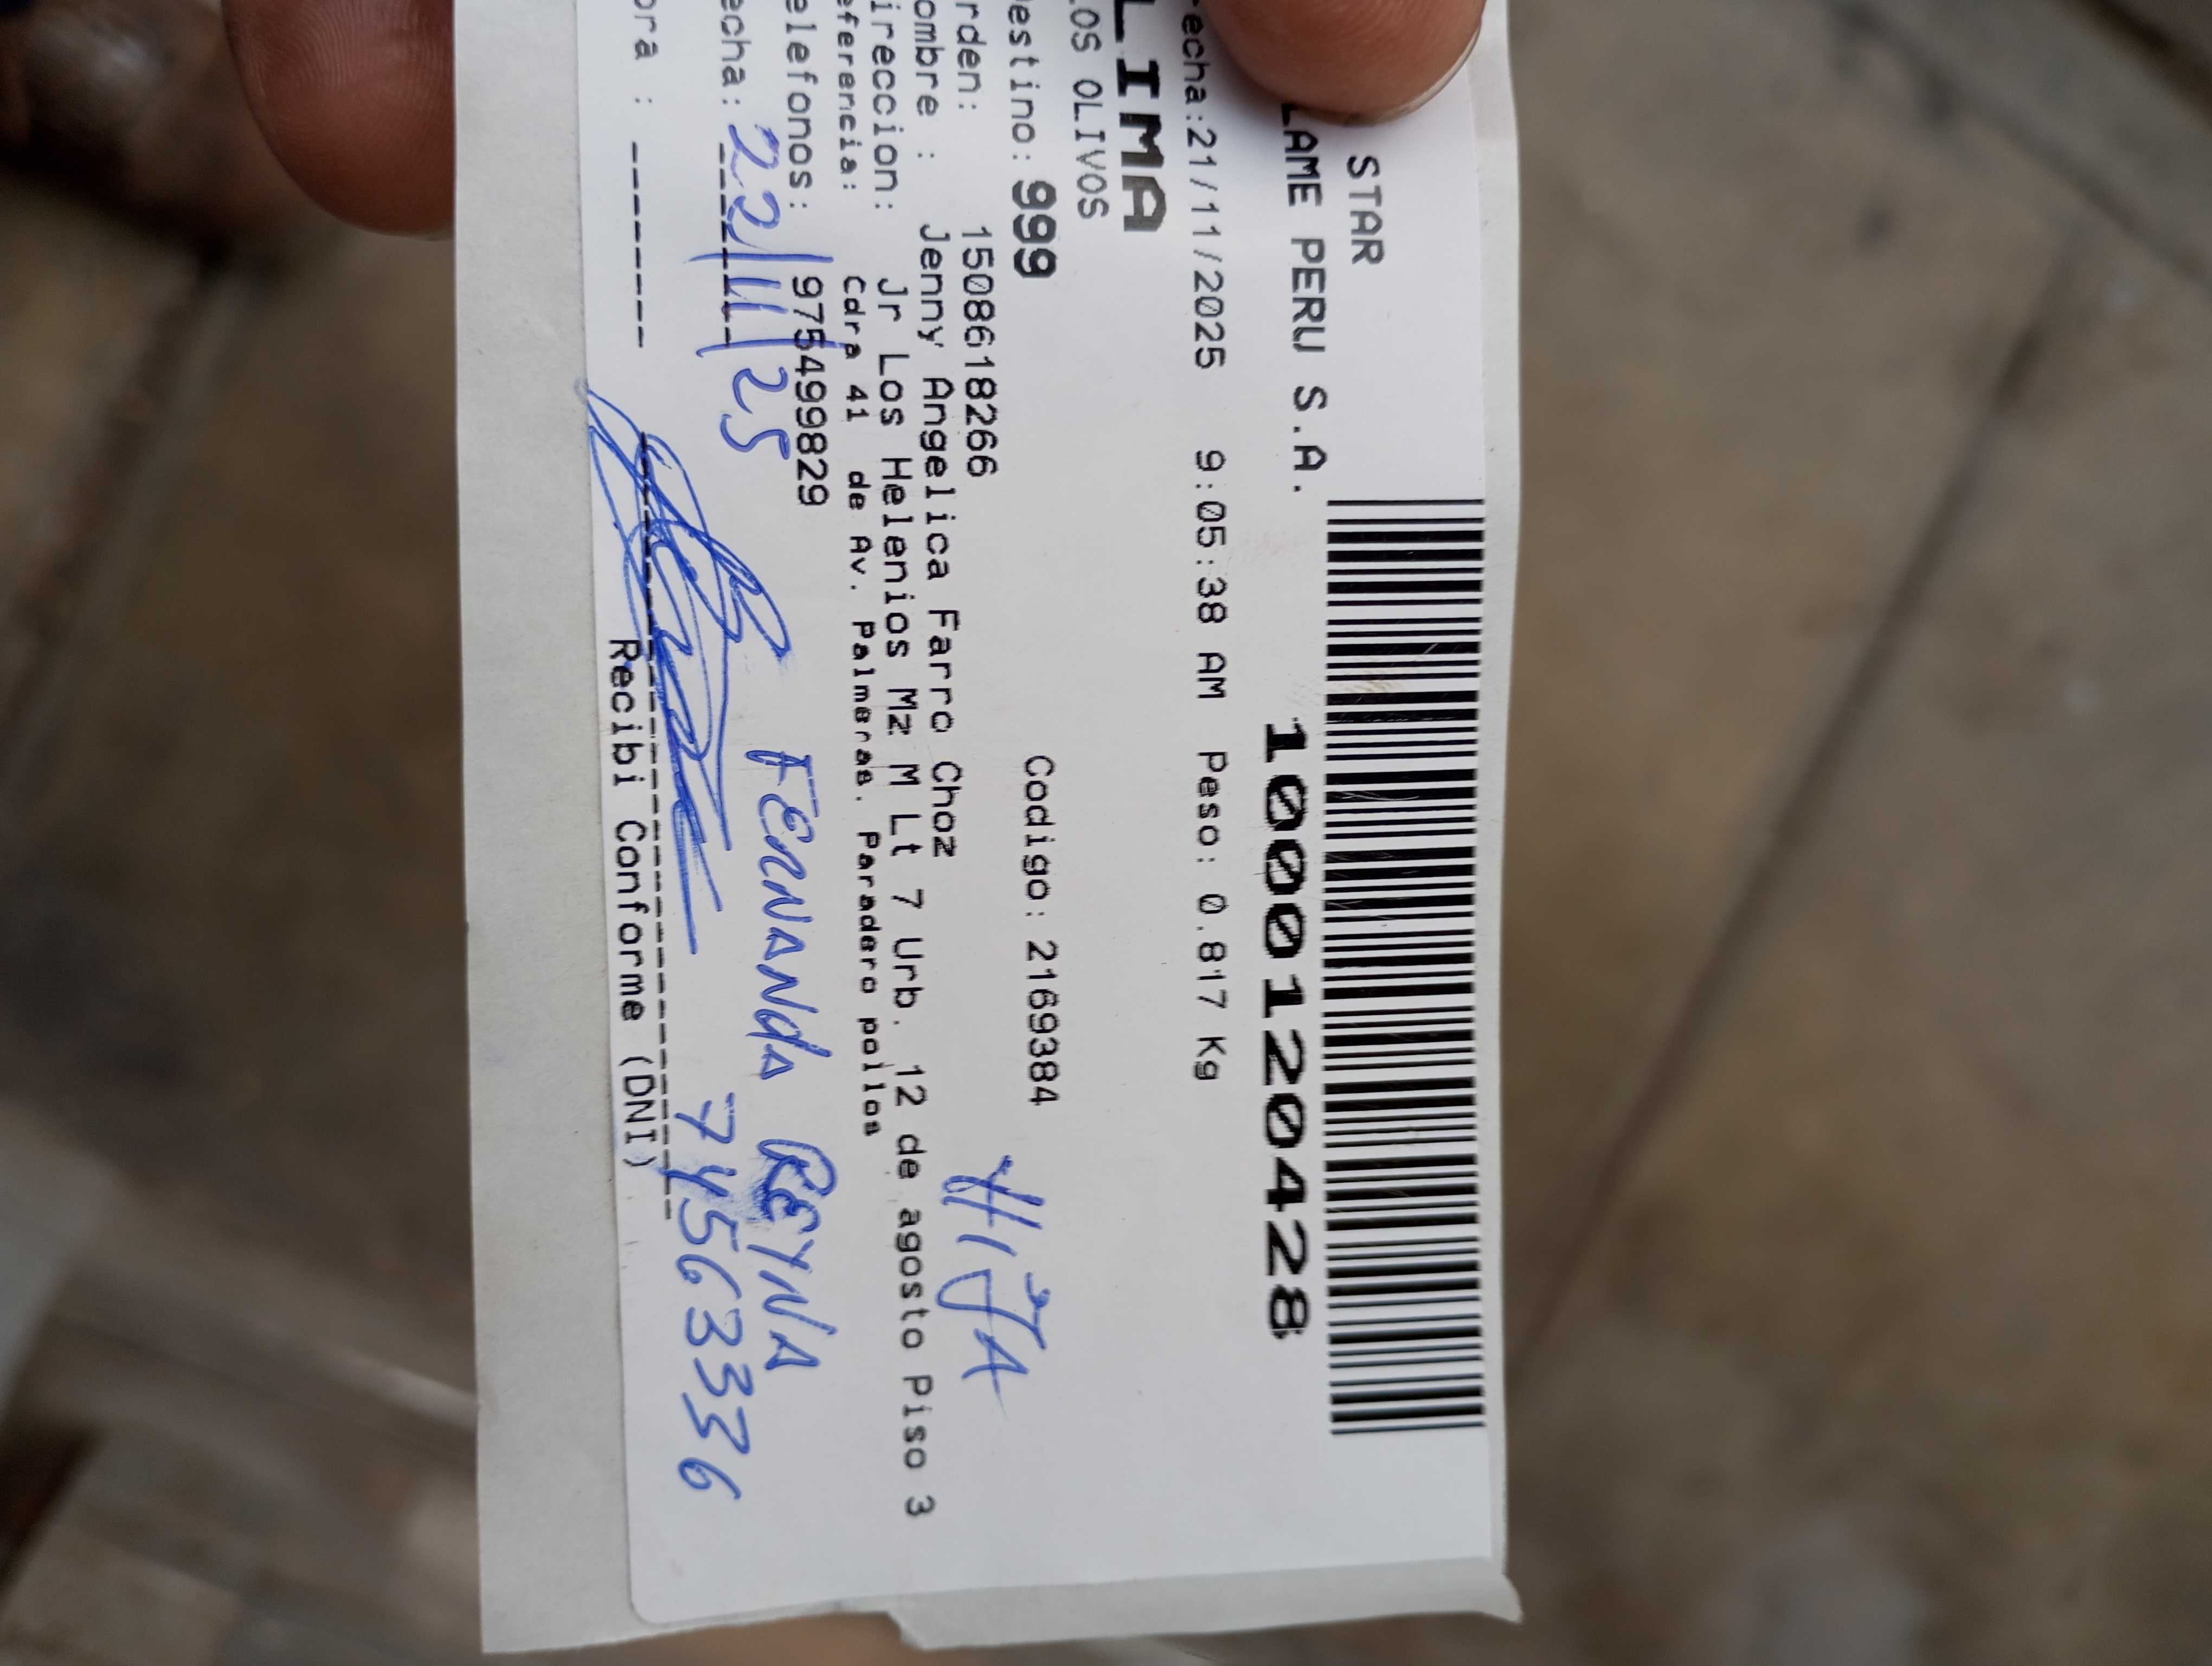 STAR
LAME PERU S.A.
1000120428
echa:21/11/2025 9:05:38 AM Peso: 0.817 Kg
LIMA
LOS OLIVOS
estino: 999 Codigo: 2169384
rden: 1508618266
HIJA
ombre : Jenny Angelica Farro Choz
ireccion: Jr Los Helenios Mz M Lt 7 Urb. 12 de agosto Piso 3
eferencia: Cdra 41 de Av. Palmeras. Paradero pollos
elefonos: 975499829
echa: 22/11/25
FERNANDA REYNA
74563336
ora :
Recibi Conforme (DNI)